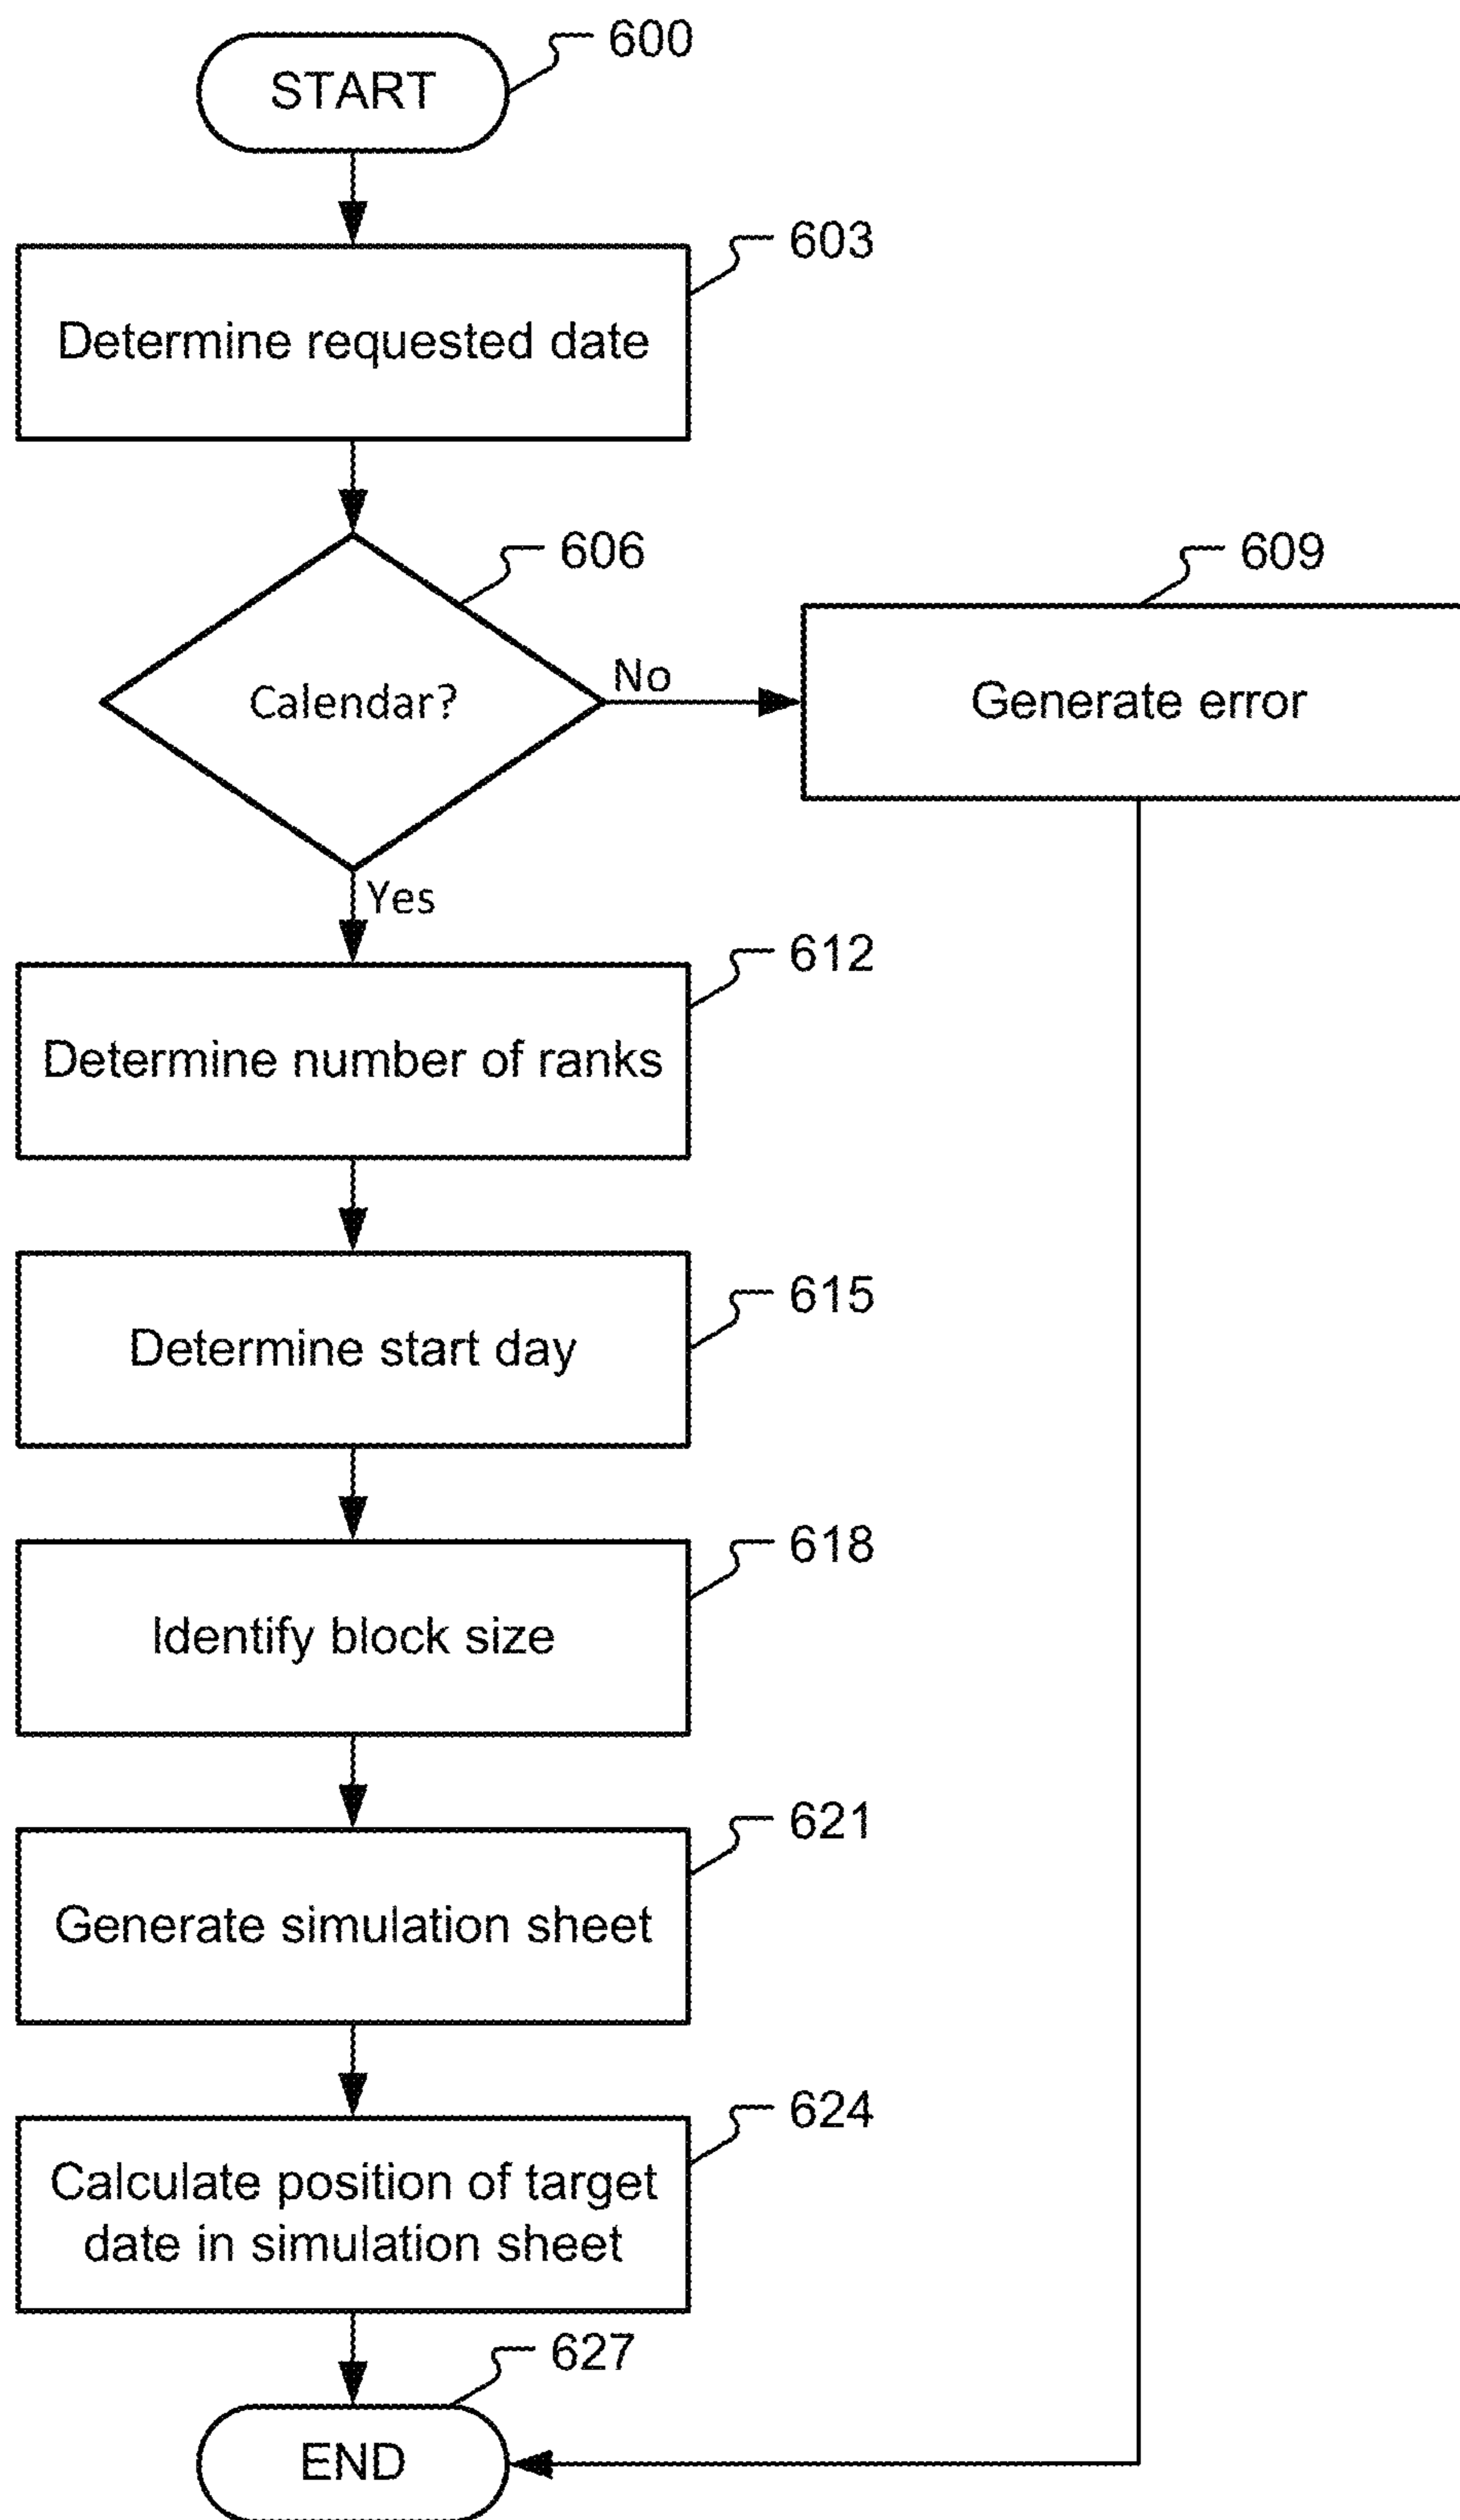 600
START
603
Determine requested date
606
609
Calendar?
No
Generate error
Yes
612
Determine number of ranks
615
Determine start day
618
Identify block size
621
Generate simulation sheet
624
Calculate position of target
date in simulation sheet
627
END